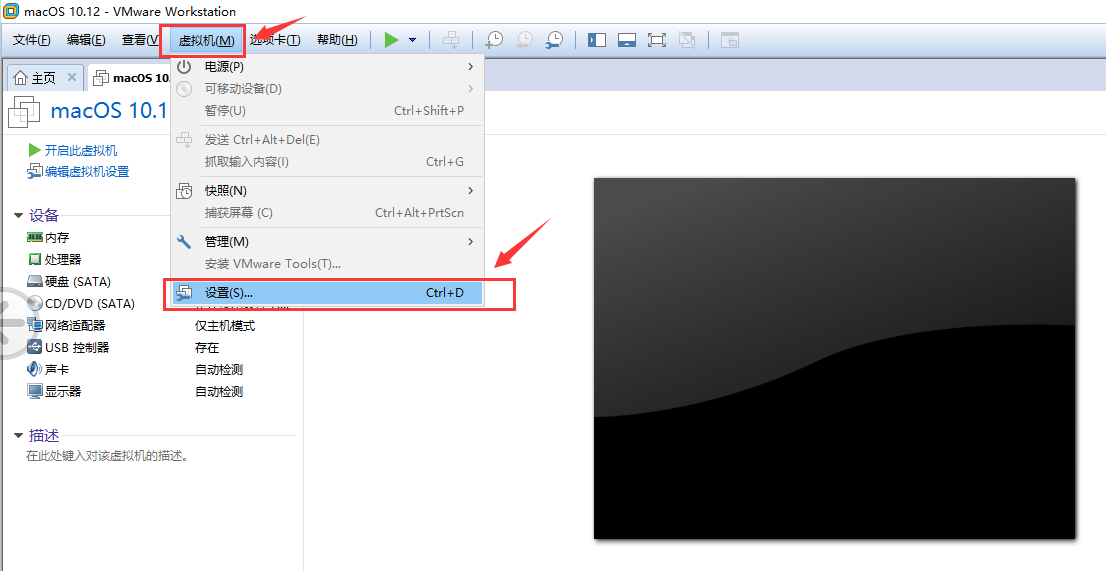 macOS 10.12 - VMware Workstation
文件(F) 编辑(E) 查看(V 虚拟机(M) 选项卡(T) 帮助(H)
主页 macOS 10.
macOS 10.1
开启此虚拟机
编辑虚拟机设置
电源(P)
可移动设备(D)
暂停(U) Ctrl+Shift+P
发送 Ctrl+Alt+Del(E)
抓取输入内容(I) Ctrl+G
快照(N)
捕获屏幕 (C) Ctrl+Alt+PrtScn
管理(M)
安装 VMware Tools(T)...
设置(S)... Ctrl+D
设备
内存
处理器
硬盘 (SATA)
CD/DVD (SATA)
网络适配器 仅主机模式
USB 控制器 存在
声卡 自动检测
显示器 自动检测
描述
在此处键入对该虚拟机的描述。